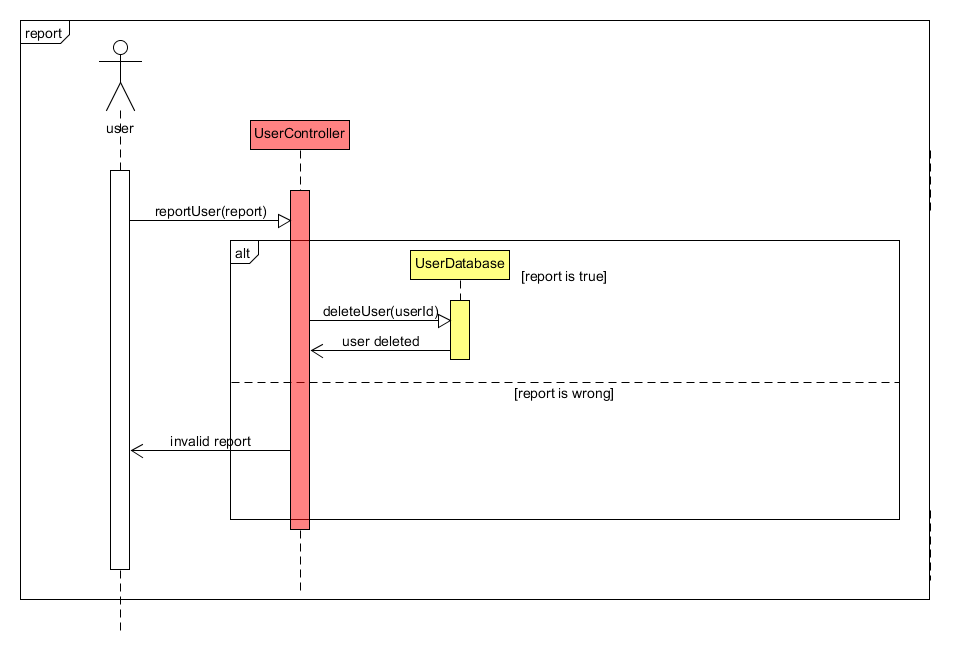 report
user
UserController
reportUser(report)
alt
UserDatabase
[report is true]
deleteUser(userId)
user deleted
[report is wrong]
invalid report